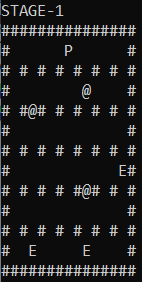 STAGE-1
###############
#      P      #
# # # # # # # #
#        @    #
# #@# # # # # #
#             #
# # # # # # # #
#            E#
# # # # #@# # #
#             #
# # # # # # # #
#  E     E    #
###############